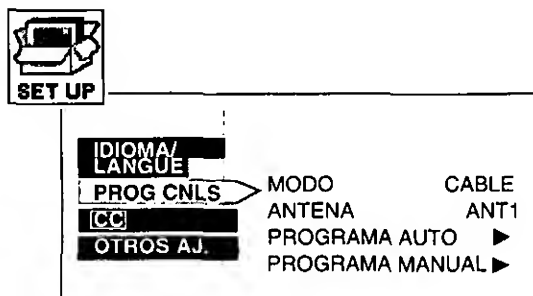 SET UP
IDIOMA/
LANGUE
PROG CNLS
CC
OTROS AJ.
MODO CABLE
ANTENA ANT1
PROGRAMA AUTO ▶
PROGRAMA MANUAL ▶